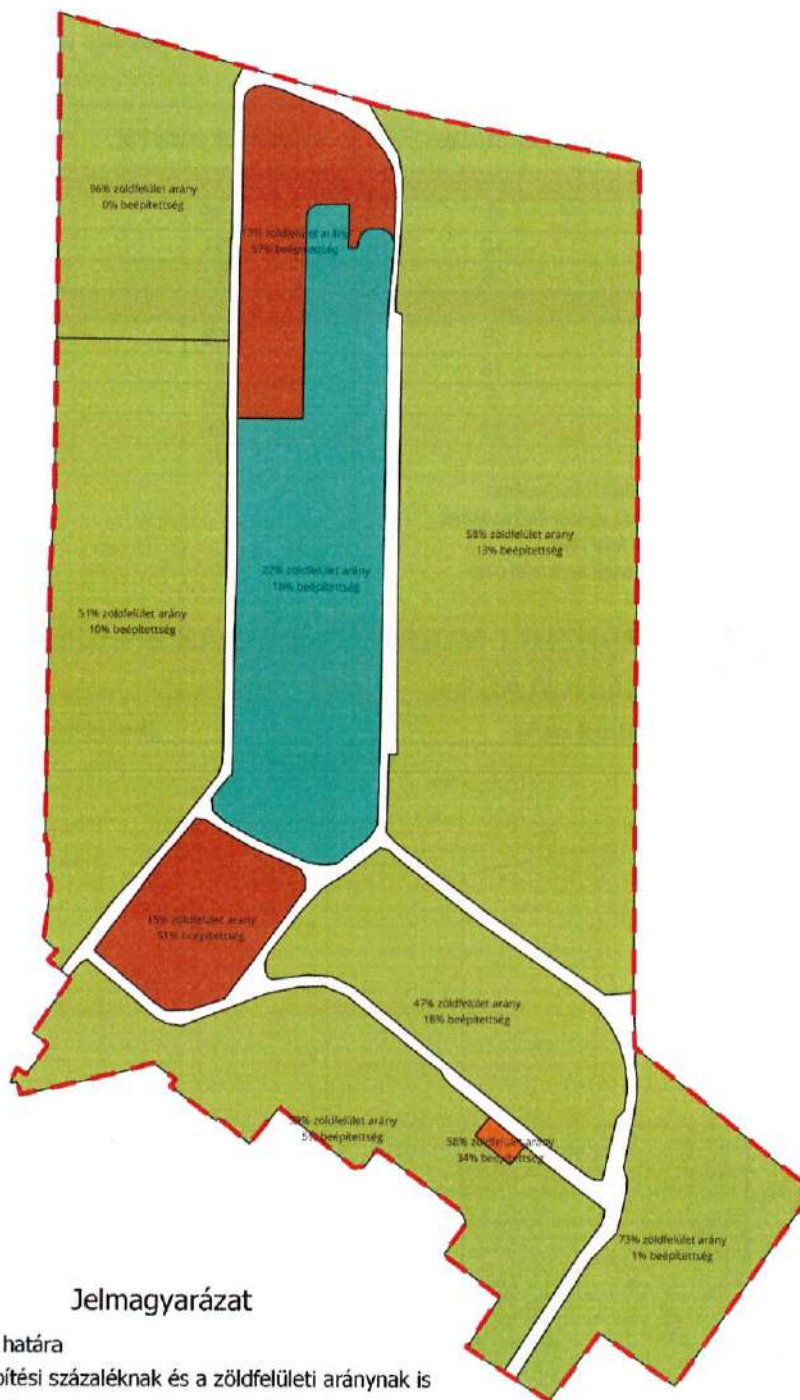 96% zöldfelület arány
0% beépítettség
zöldfelület arány
57% beépítettség
58% zöldfelület arány
13% beépítettség
22% zöldfelület arány
18% beépítettség
51% zöldfelület arány
10% beépítettség
15% zöldfelület arány
51% beépítettség
47% zöldfelület arány
18% beépítettség
zöldfelület arány
5% beépítettség
58% zöldfelület arány
34% beépítettség
73% zöldfelület arány
1% beépítettség
Jelmagyarázat
határa
százaléknak és a zöldfelületi aránynak is